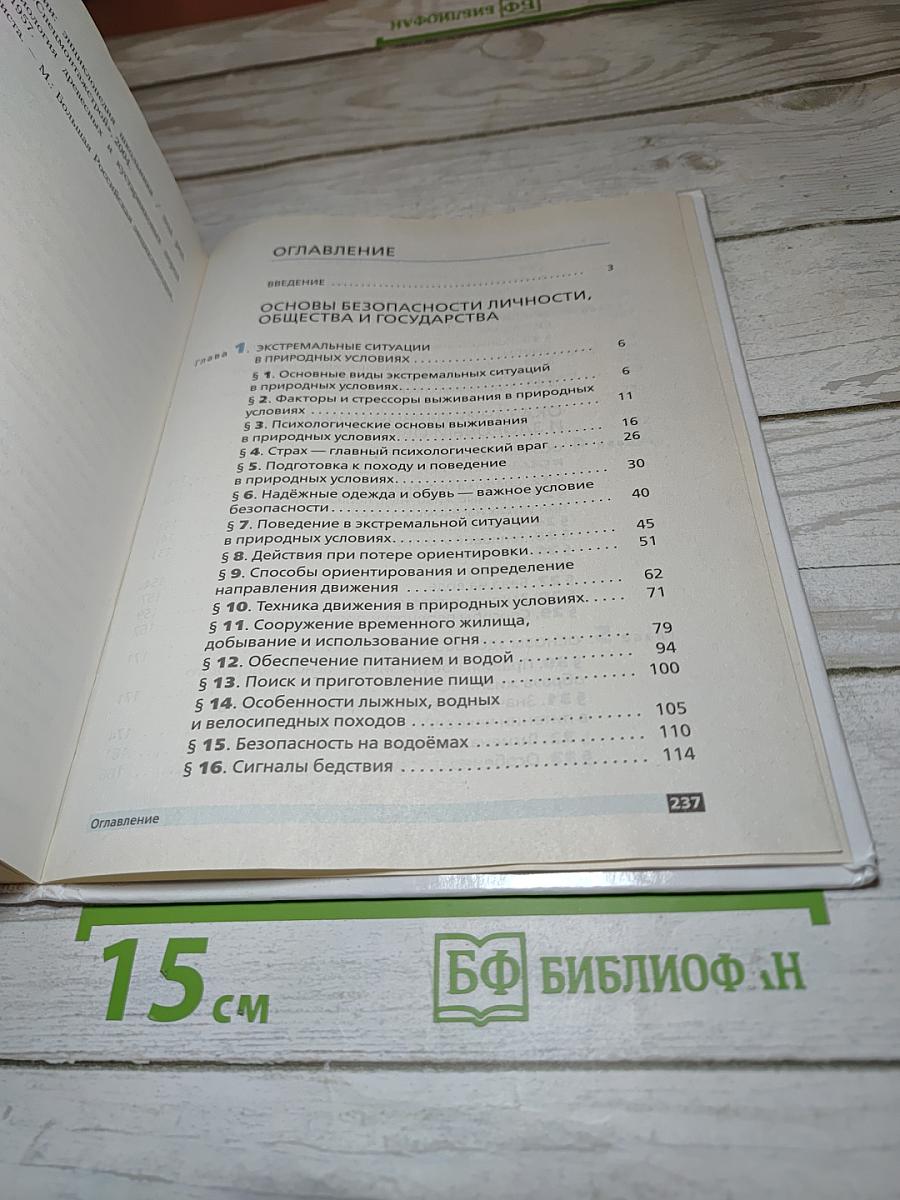 БФ БИБЛИОФАН
ОГЛАВЛЕНИЕ
ВВЕДЕНИЕ 3
ОСНОВЫ БЕЗОПАСНОСТИ ЛИЧНОСТИ,
ОБЩЕСТВА И ГОСУДАРСТВА
глава 1. ЭКСТРЕМАЛЬНЫЕ СИТУАЦИИ
В ПРИРОДНЫХ УСЛОВИЯХ 6
§ 1. Основные виды экстремальных ситуаций
в природных условиях. 6
§ 2. Факторы и стрессоры выживания в природных
условиях 11
§ 3. Психологические основы выживания
в природных условиях. 16
§ 4. Страх — главный психологический враг 26
§ 5. Подготовка к походу и поведение
в природных условиях. 30
§ 6. Надёжные одежда и обувь — важное условие
безопасности 40
§ 7. Поведение в экстремальной ситуации
в природных условиях. 45
§ 8. Действия при потере ориентировки. 51
§ 9. Способы ориентирования и определение
направления движения 62
§ 10. Техника движения в природных условиях. 71
§ 11. Сооружение временного жилища,
добывание и использование огня 79
§ 12. Обеспечение питанием и водой 94
§ 13. Поиск и приготовление пищи 100
§ 14. Особенности лыжных, водных
и велосипедных походов 105
§ 15. Безопасность на водоёмах 110
§ 16. Сигналы бедствия 114
Оглавление 237
15 см БФ БИБЛИОФАН